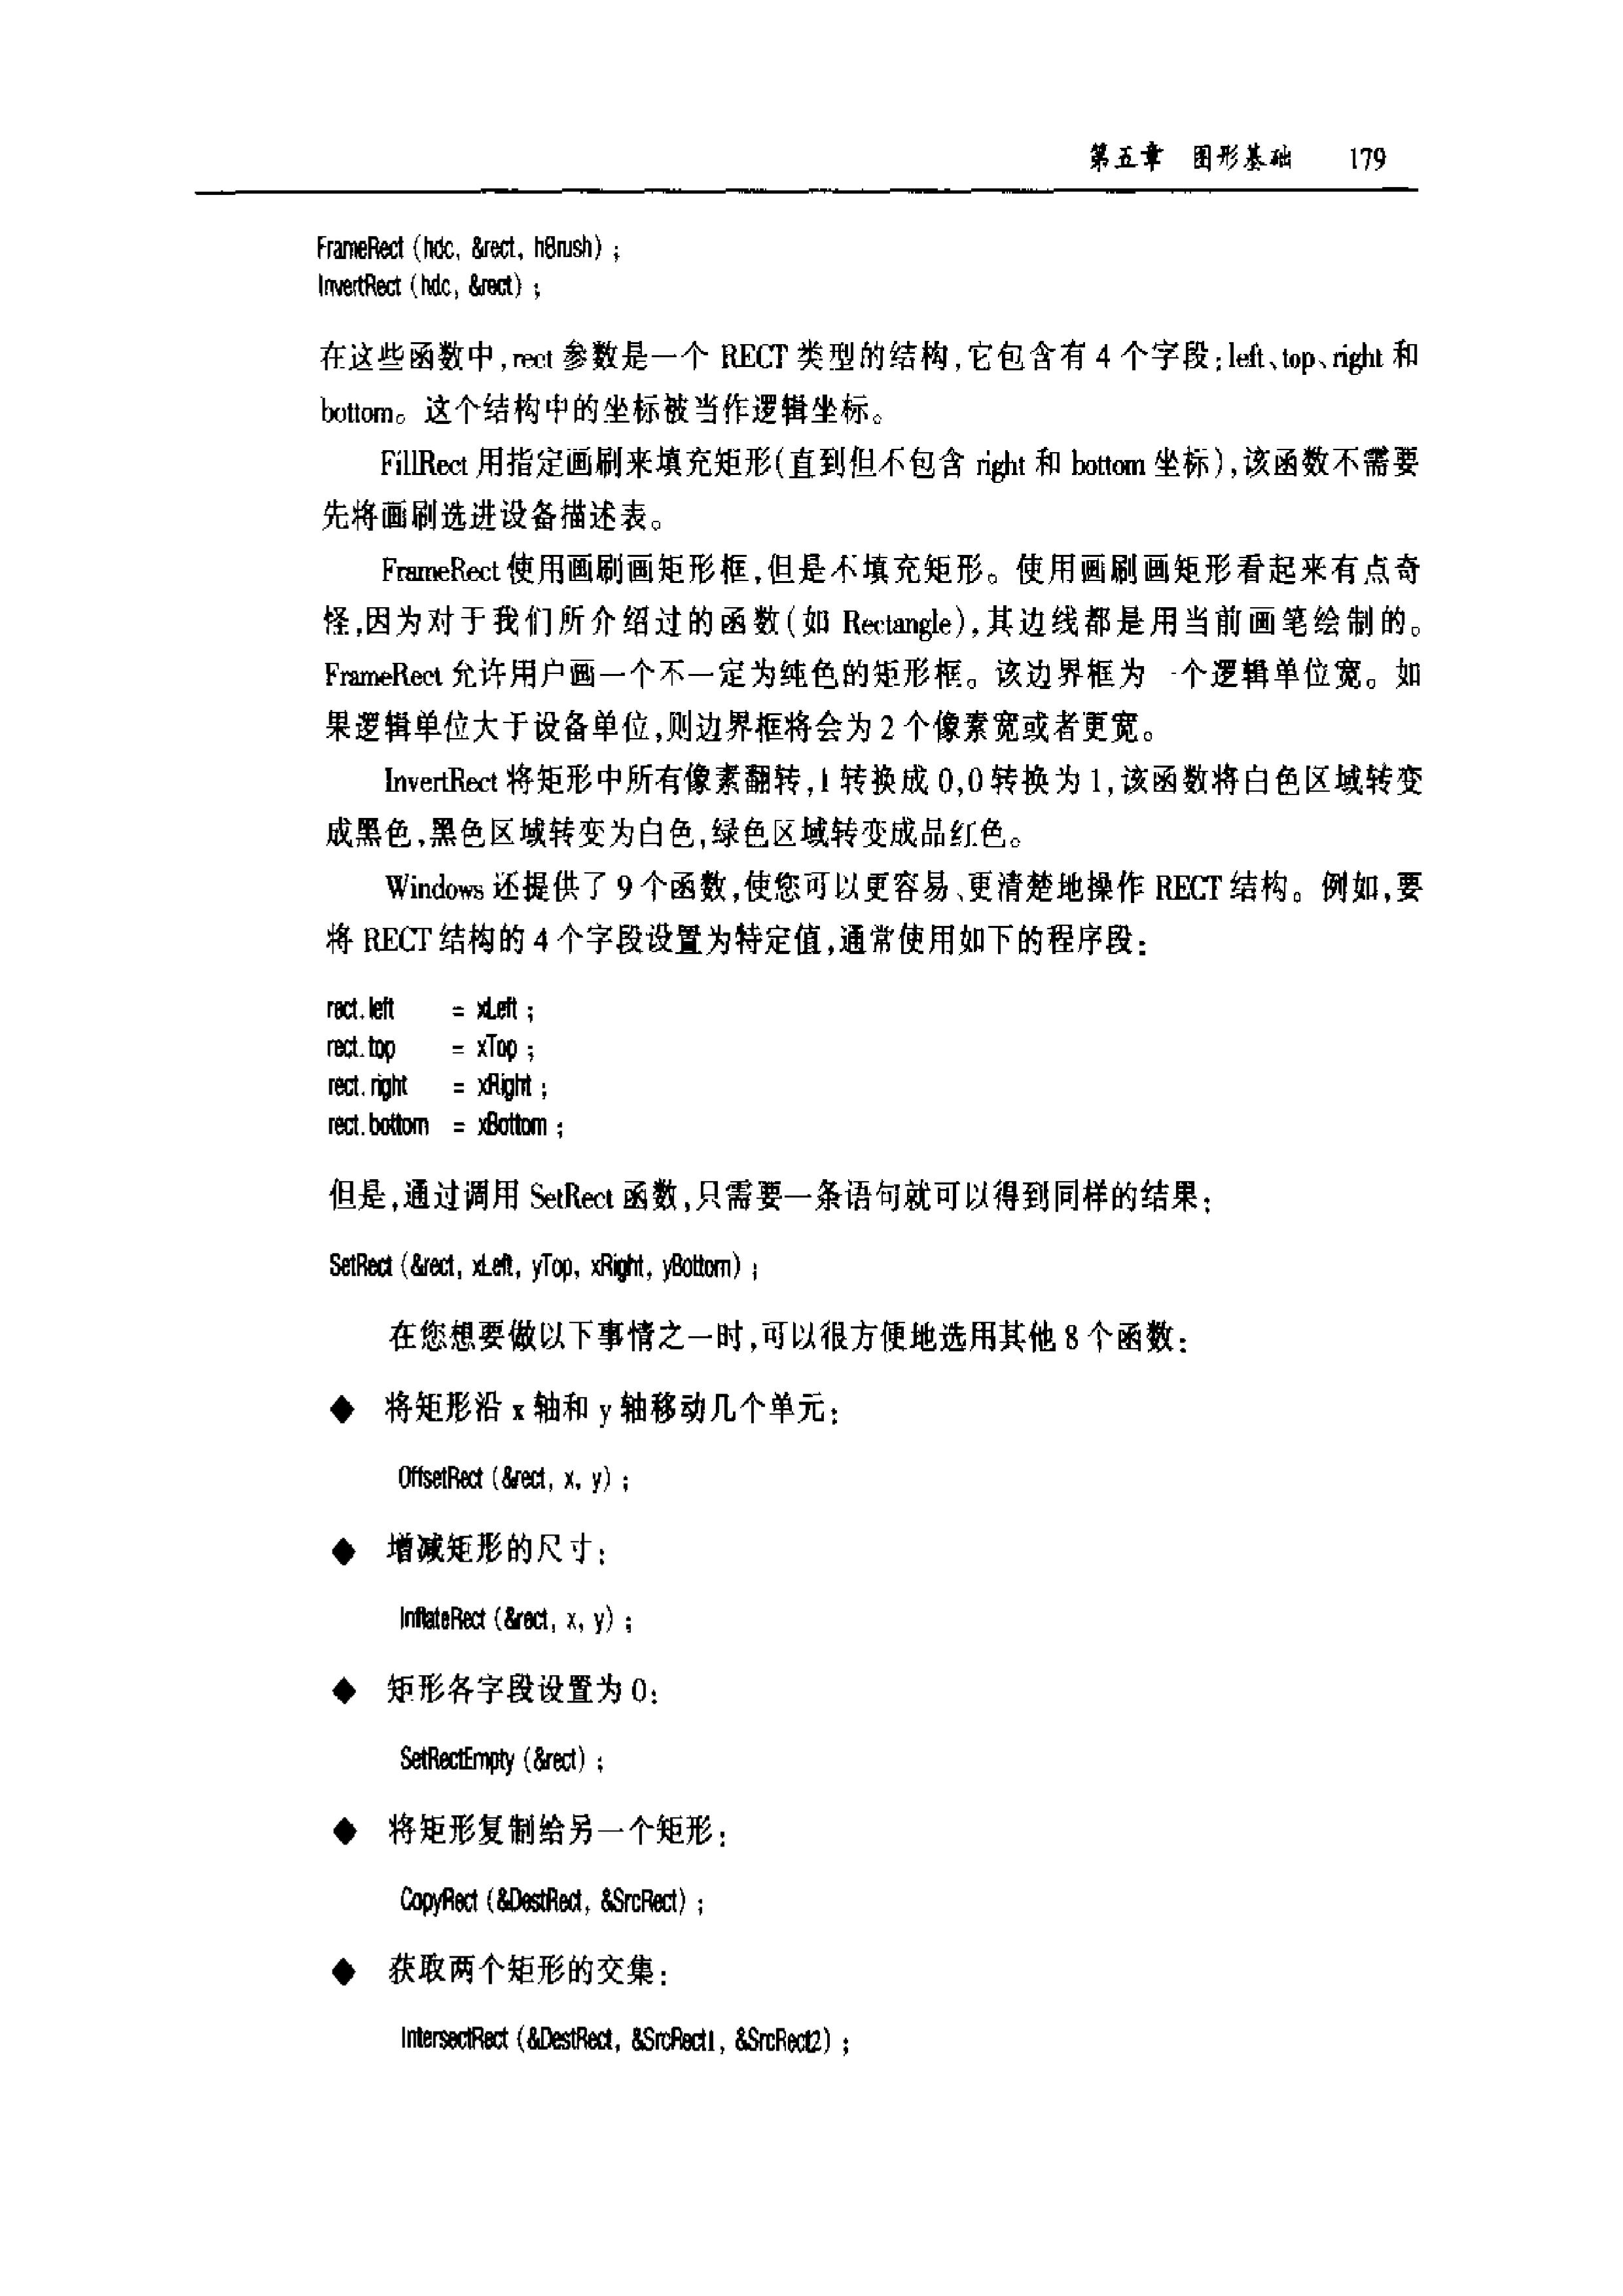 第五章 图形基础 179
FrameRect (hdc, &rect, hBrush) ;
InvertRect (hdc, &rect) ;
在这些函数中,rect 参数是一个 RECT 类型的结构,它包含有 4 个字段:left、top、right 和
bottom。这个结构中的坐标被当作逻辑坐标。
FillRect 用指定画刷来填充矩形(直到但不包含 right 和 bottom 坐标),该函数不需要
先将画刷选进设备描述表。
FrameRect 使用画刷画矩形框,但是不填充矩形。使用画刷画矩形看起来有点奇
怪,因为对于我们所介绍过的函数(如 Rectangle),其边线都是用当前画笔绘制的。
FrameRect 允许用户画一个不一定为纯色的矩形框。该边界框为一个逻辑单位宽。如
果逻辑单位大于设备单位,则边界框将会为 2 个像素宽或者更宽。
InvertRect 将矩形中所有像素翻转,1 转换成 0,0 转换为 1,该函数将白色区域转变
成黑色,黑色区域转变为白色,绿色区域转变成品红色。
Windows 还提供了 9 个函数,使您可以更容易、更清楚地操作 RECT 结构。例如,要
将 RECT 结构的 4 个字段设置为特定值,通常使用如下的程序段:
rect.left = xLeft ;
rect.top = xTop ;
rect.right = xRight ;
rect.bottom = xBottom ;
但是,通过调用 SetRect 函数,只需要一条语句就可以得到同样的结果:
SetRect (&rect, xLeft, yTop, xRight, yBottom) ;
在您想要做以下事情之一时,可以很方便地选用其他 8 个函数:
◆ 将矩形沿 x 轴和 y 轴移动几个单元:
OffsetRect (&rect, x, y) ;
◆ 增减矩形的尺寸:
InflateRect (&rect, x, y) ;
◆ 矩形各字段设置为 0:
SetRectEmpty (&rect) ;
◆ 将矩形复制给另一个矩形:
CopyRect (&DestRect, &SrcRect) ;
◆ 获取两个矩形的交集:
IntersectRect (&DestRect, &SrcRect1, &SrcRect2) ;